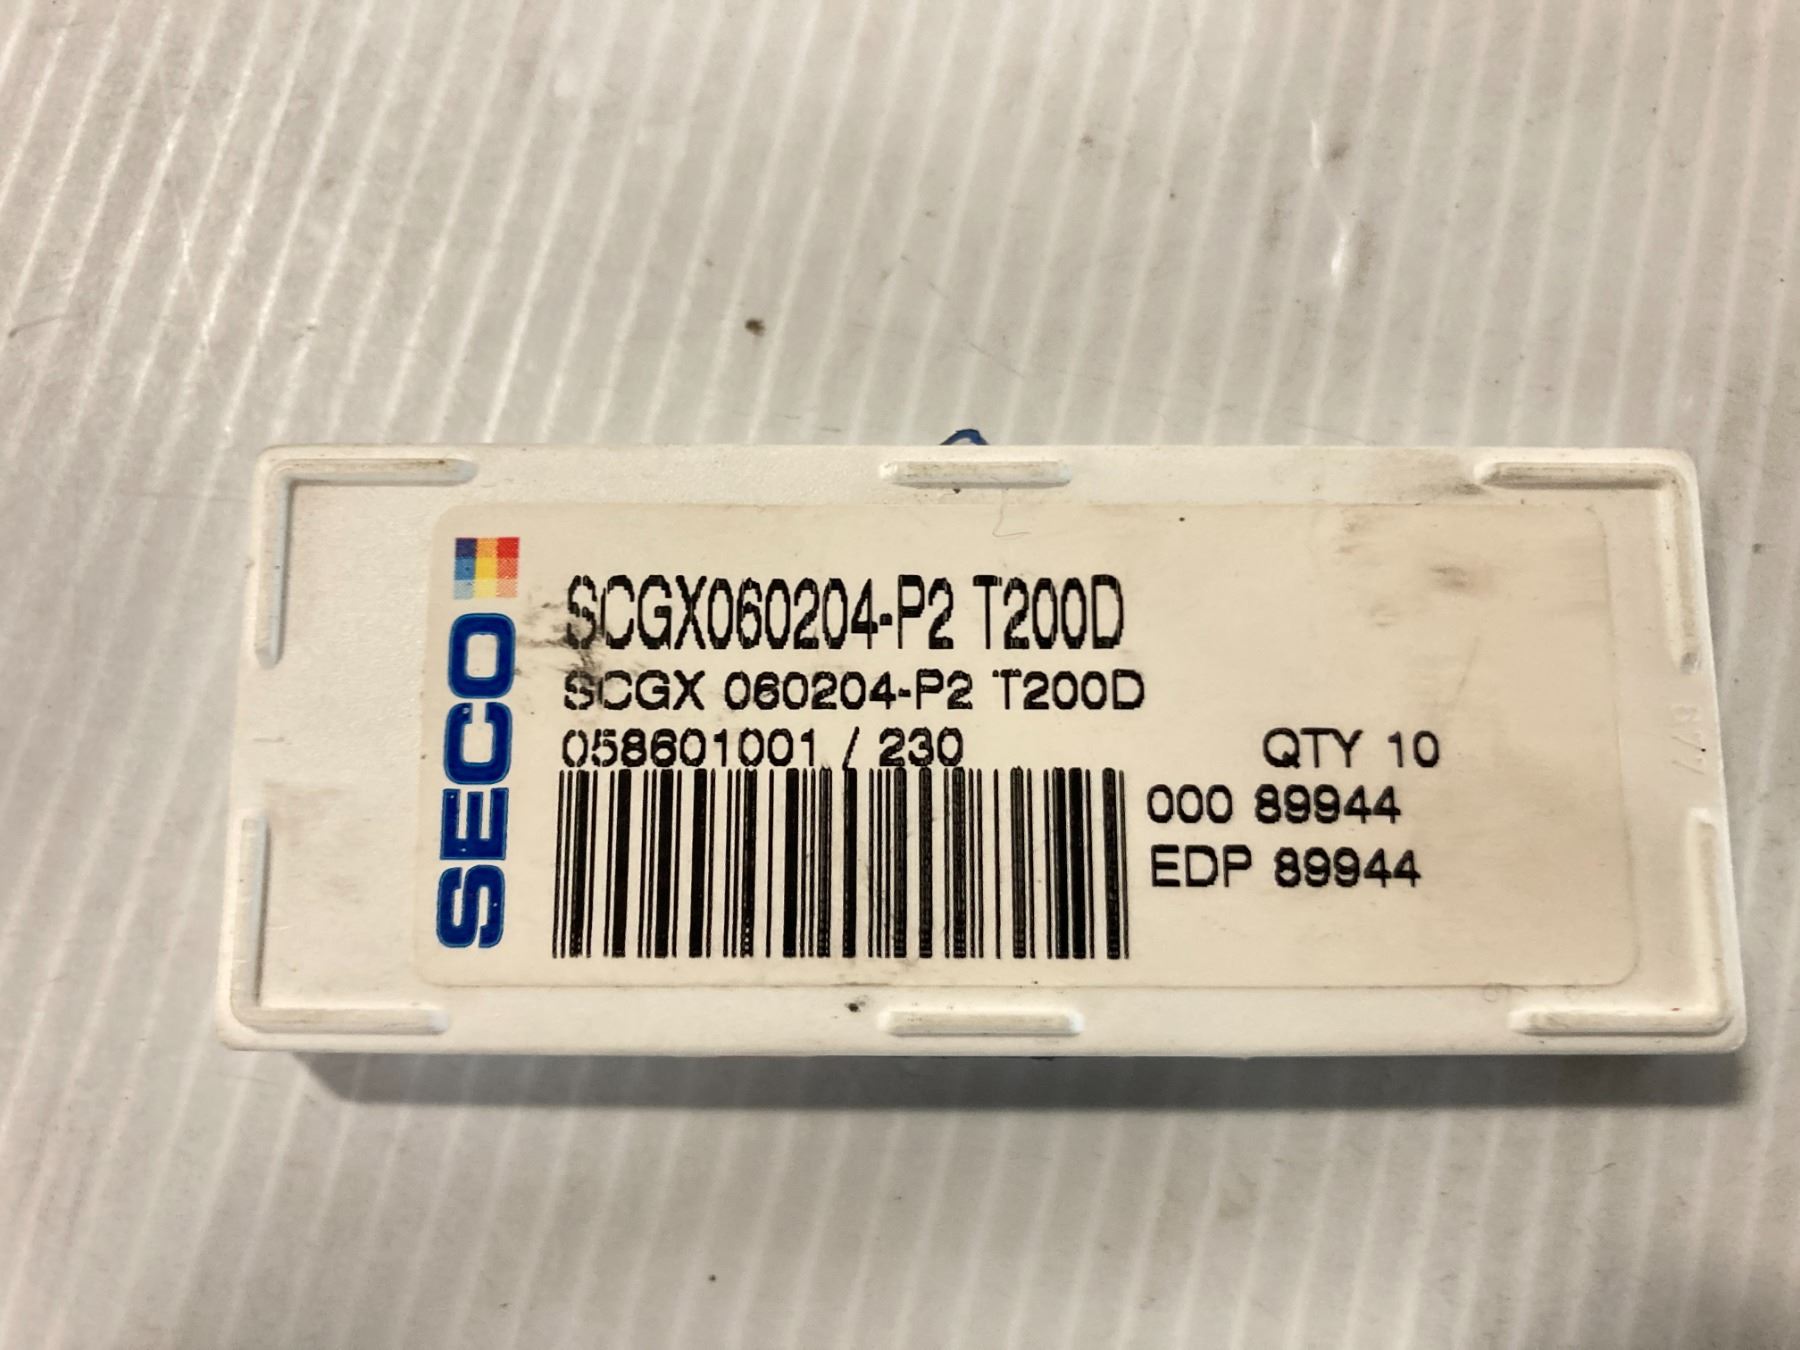 SECO
SCGX060204-P2 T200D
SCGX 060204-P2 T200D
058601001 / 230
QTY 10
000 89944
EDP 89944